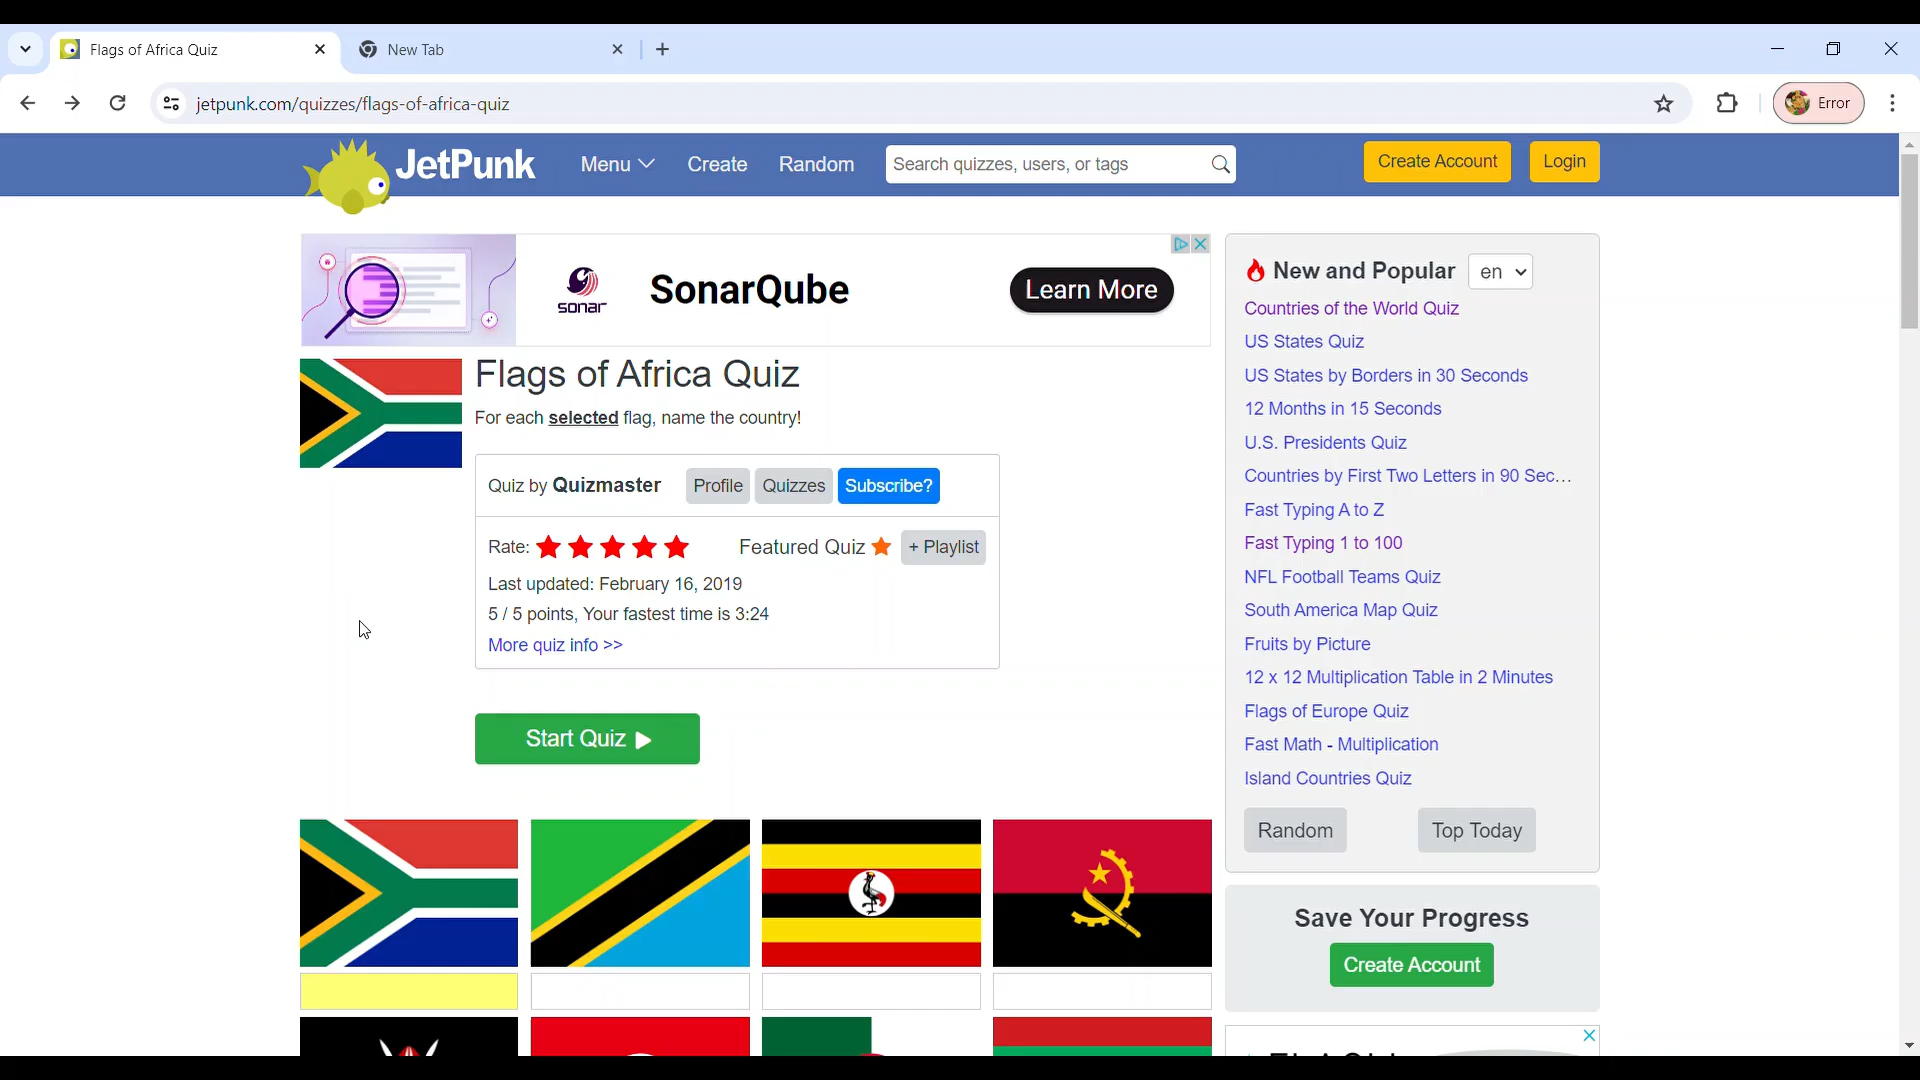 Flags of Africa Quiz
New Tab
jetpunk.com/quizzes/flags-of-africa-quiz
Error
JetPunk
Menu
Create
Random
Search quizzes, users, or tags
Create Account
Login
sonar
SonarQube
Learn More
Flags of Africa Quiz
For each selected flag, name the country!
Quiz by Quizmaster
Profile
Quizzes
Subscribe?
Rate:
Featured Quiz
+ Playlist
Last updated: February 16, 2019
5 / 5 points, Your fastest time is 3:24
More quiz info >>
Start Quiz
New and Popular
en
Countries of the World Quiz
US States Quiz
US States by Borders in 30 Seconds
12 Months in 15 Seconds
U.S. Presidents Quiz
Countries by First Two Letters in 90 Sec...
Fast Typing A to Z
Fast Typing 1 to 100
NFL Football Teams Quiz
South America Map Quiz
Fruits by Picture
12 x 12 Multiplication Table in 2 Minutes
Flags of Europe Quiz
Fast Math - Multiplication
Island Countries Quiz
Random
Top Today
Save Your Progress
Create Account